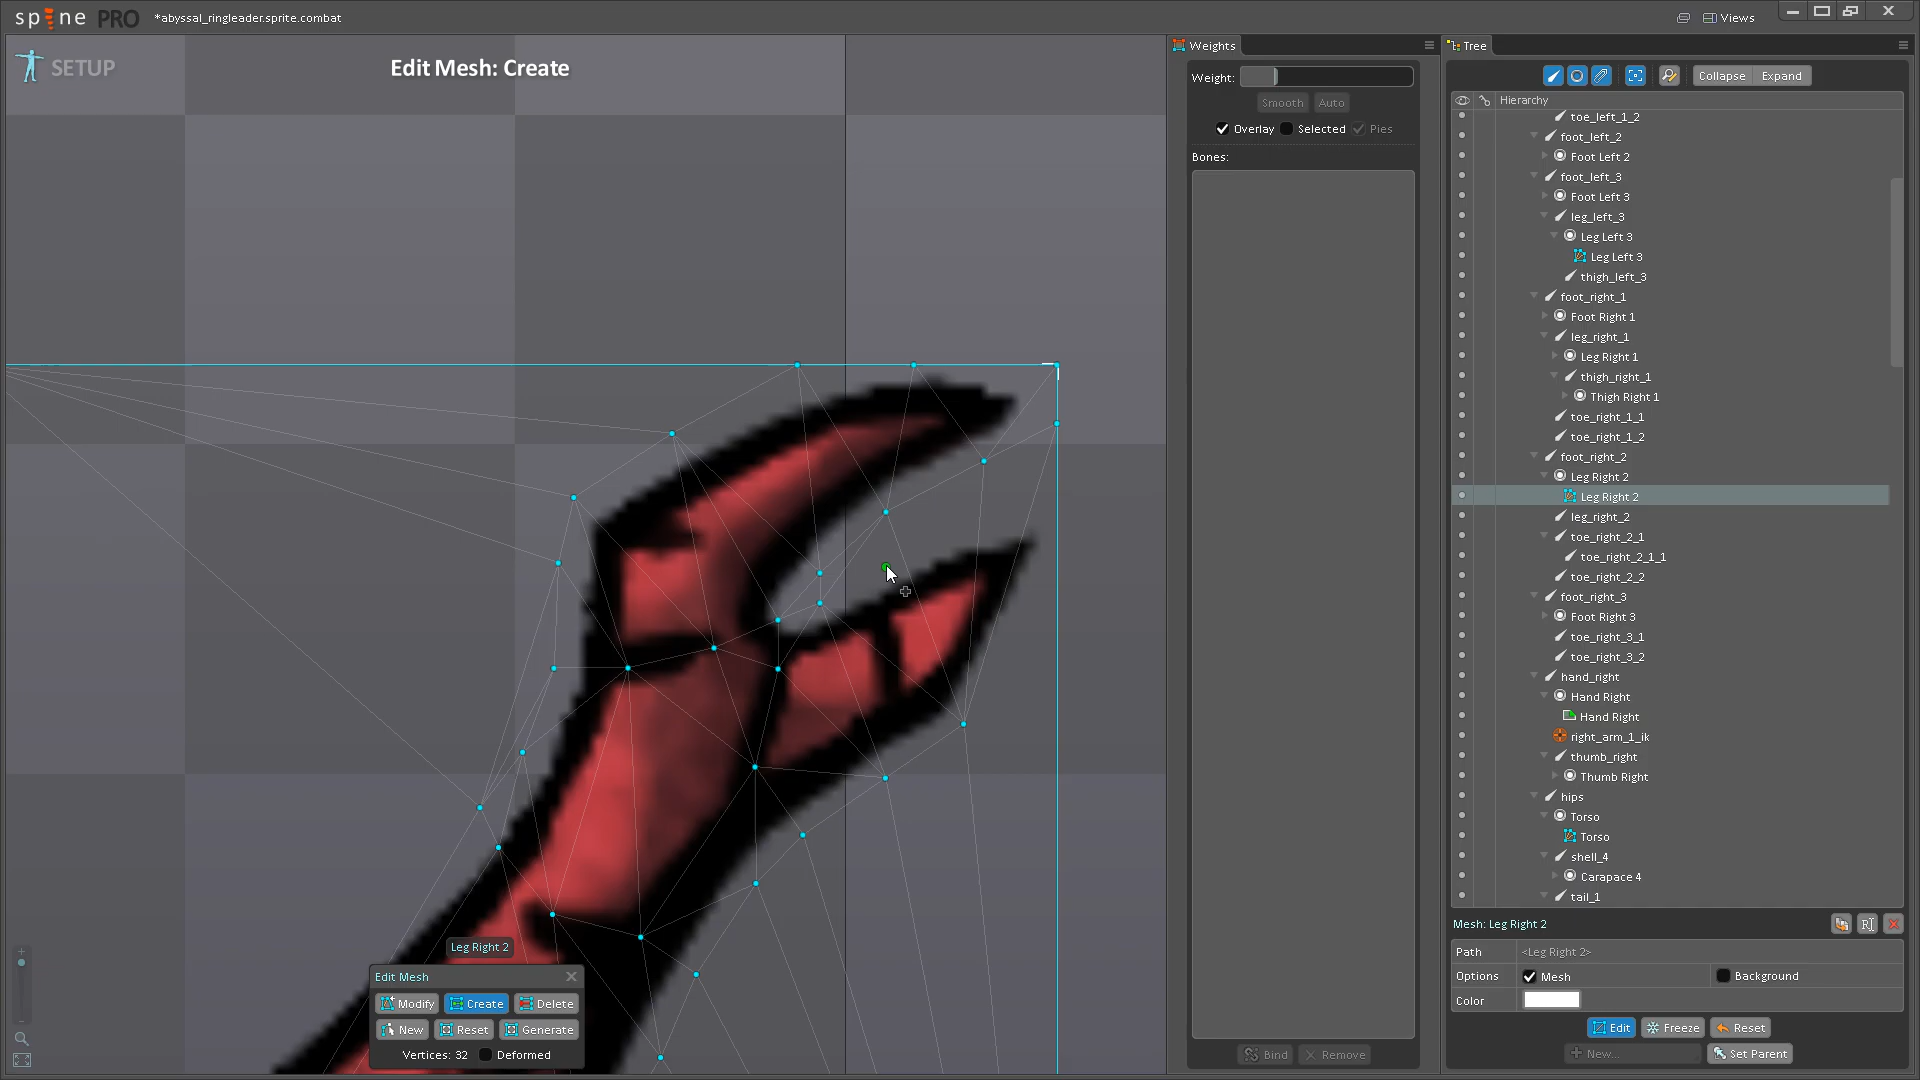 spine PRO
*abyssal_ringleader.sprite.combat
Views
SETUP
Edit Mesh: Create
Leg Right 2
Edit Mesh
Modify
Create
Delete
New
Reset
Generate
Vertices: 32
Deformed
Weights
Weight:
Smooth
Auto
Overlay
Selected
Pies
Bones:
Bind
Remove
Tree
Collapse
Expand
Hierarchy
toe_left_1_2
foot_left_2
Foot Left 2
foot_left_3
Foot Left 3
leg_left_3
Leg Left 3
Leg Left 3
thigh_left_3
foot_right_1
Foot Right 1
leg_right_1
Leg Right 1
thigh_right_1
Thigh Right 1
toe_right_1_1
toe_right_1_2
foot_right_2
Leg Right 2
Leg Right 2
leg_right_2
toe_right_2_1
toe_right_2_1_1
toe_right_2_2
foot_right_3
Foot Right 3
toe_right_3_1
toe_right_3_2
hand_right
Hand Right
Hand Right
right_arm_1_ik
thumb_right
Thumb Right
hips
Torso
Torso
shell_4
Carapace 4
tail_1
Mesh: Leg Right 2
Path
<Leg Right 2>
Options
Mesh
Background
Color
Edit
Freeze
Reset
New...
Set Parent